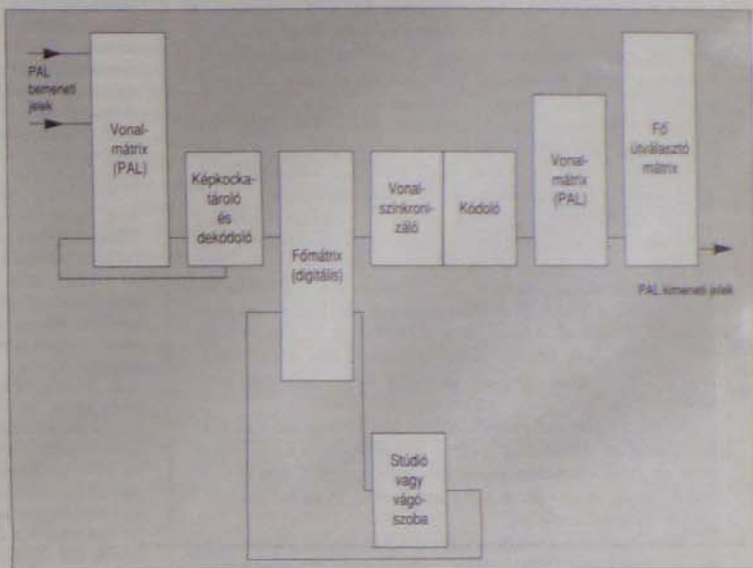 PAL
bemeneti
jelek
Vonal-
mátrix
(PAL)
Képkocka-
tároló
és
dekódoló
Főmátrix
(digitális)
Vonal-
szinkroni-
záló
Kódoló
Vonal-
mátrix
(PAL)
Fő
útválasztó
mátrix
PAL kimeneti jelek
Stúdió
vagy
vágó-
szoba